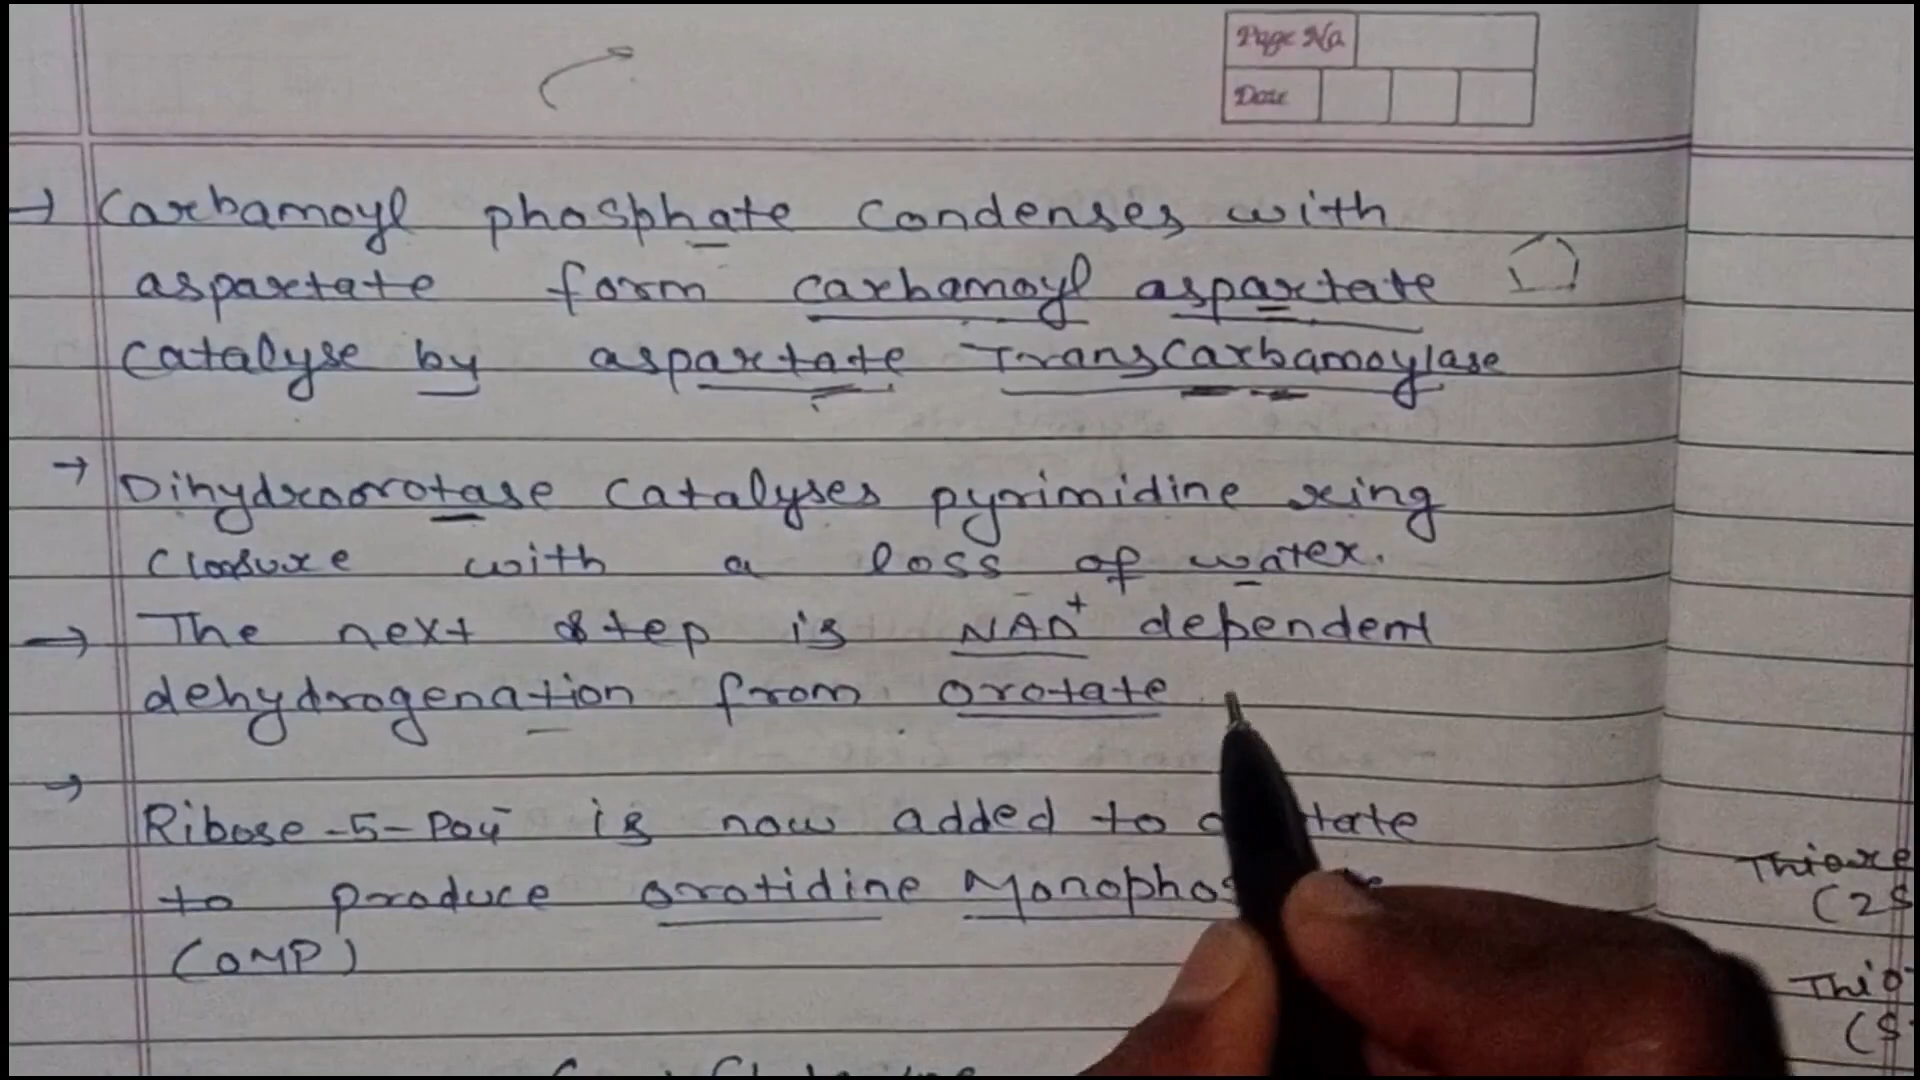 Page No
Date
→ Carbamoyl phosphate Condenses with
aspartate form carbamoyl aspartate
Catalyse by aspartate Transcarbamoylase
→ Dihydroorotase Catalyses pyrimidine ring
Closure with a loss of water.
→ The next step is NAD+ dependent
dehydrogenation from orotate
→ Ribose-5-
is now added to
to produce orotidine
(OMP)